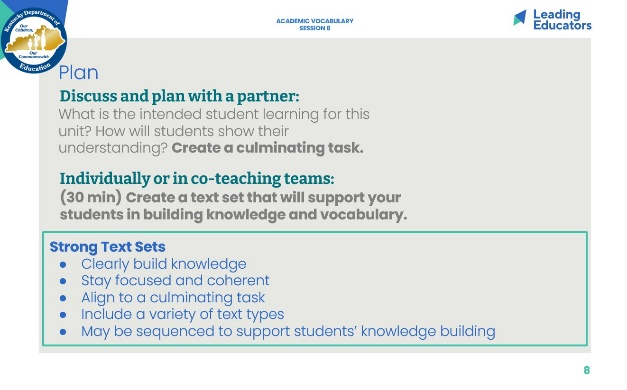 Kentucky Department of
Our Children,
Our Commonwealth
Education
ACADEMIC VOCABULARY
SESSION 8
Leading
Educators
Plan
Discuss and plan with a partner:
What is the intended student learning for this
unit? How will students show their
understanding? Create a culminating task.
Individually or in co-teaching teams:
(30 min) Create a text set that will support your
students in building knowledge and vocabulary.
Strong Text Sets
● Clearly build knowledge
● Stay focused and coherent
● Align to a culminating task
● Include a variety of text types
● May be sequenced to support students’ knowledge building
8